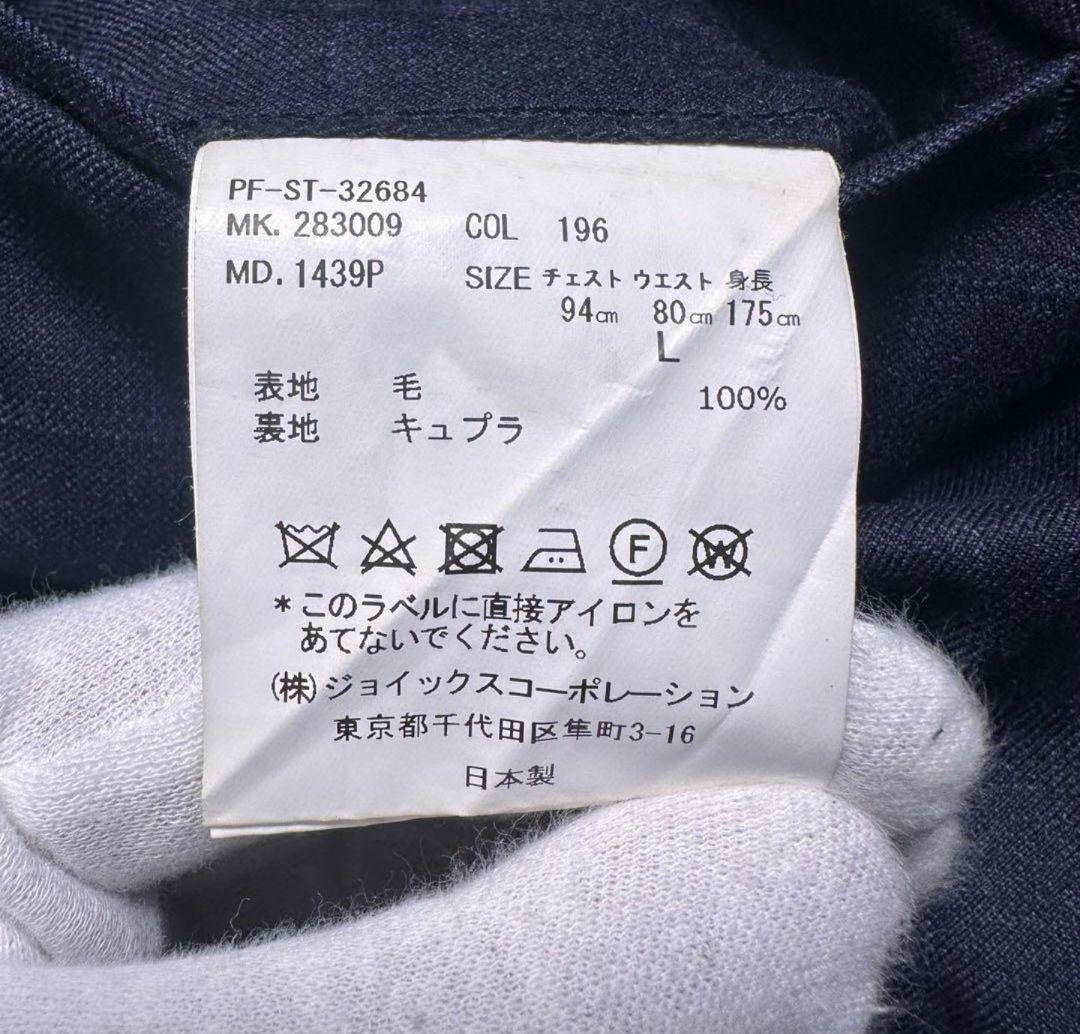 PF-ST-32684
MK. 283009 COL 196
MD. 1439P SIZE チェスト ウエスト 身長
94㎝ 80㎝ 175㎝
L
表地 毛 100%
裏地 キュプラ
F W
*このラベルに直接アイロンを
あてないでください。
(株)ジョイックスコーポレーション
東京都千代田区隼町3-16
日本製